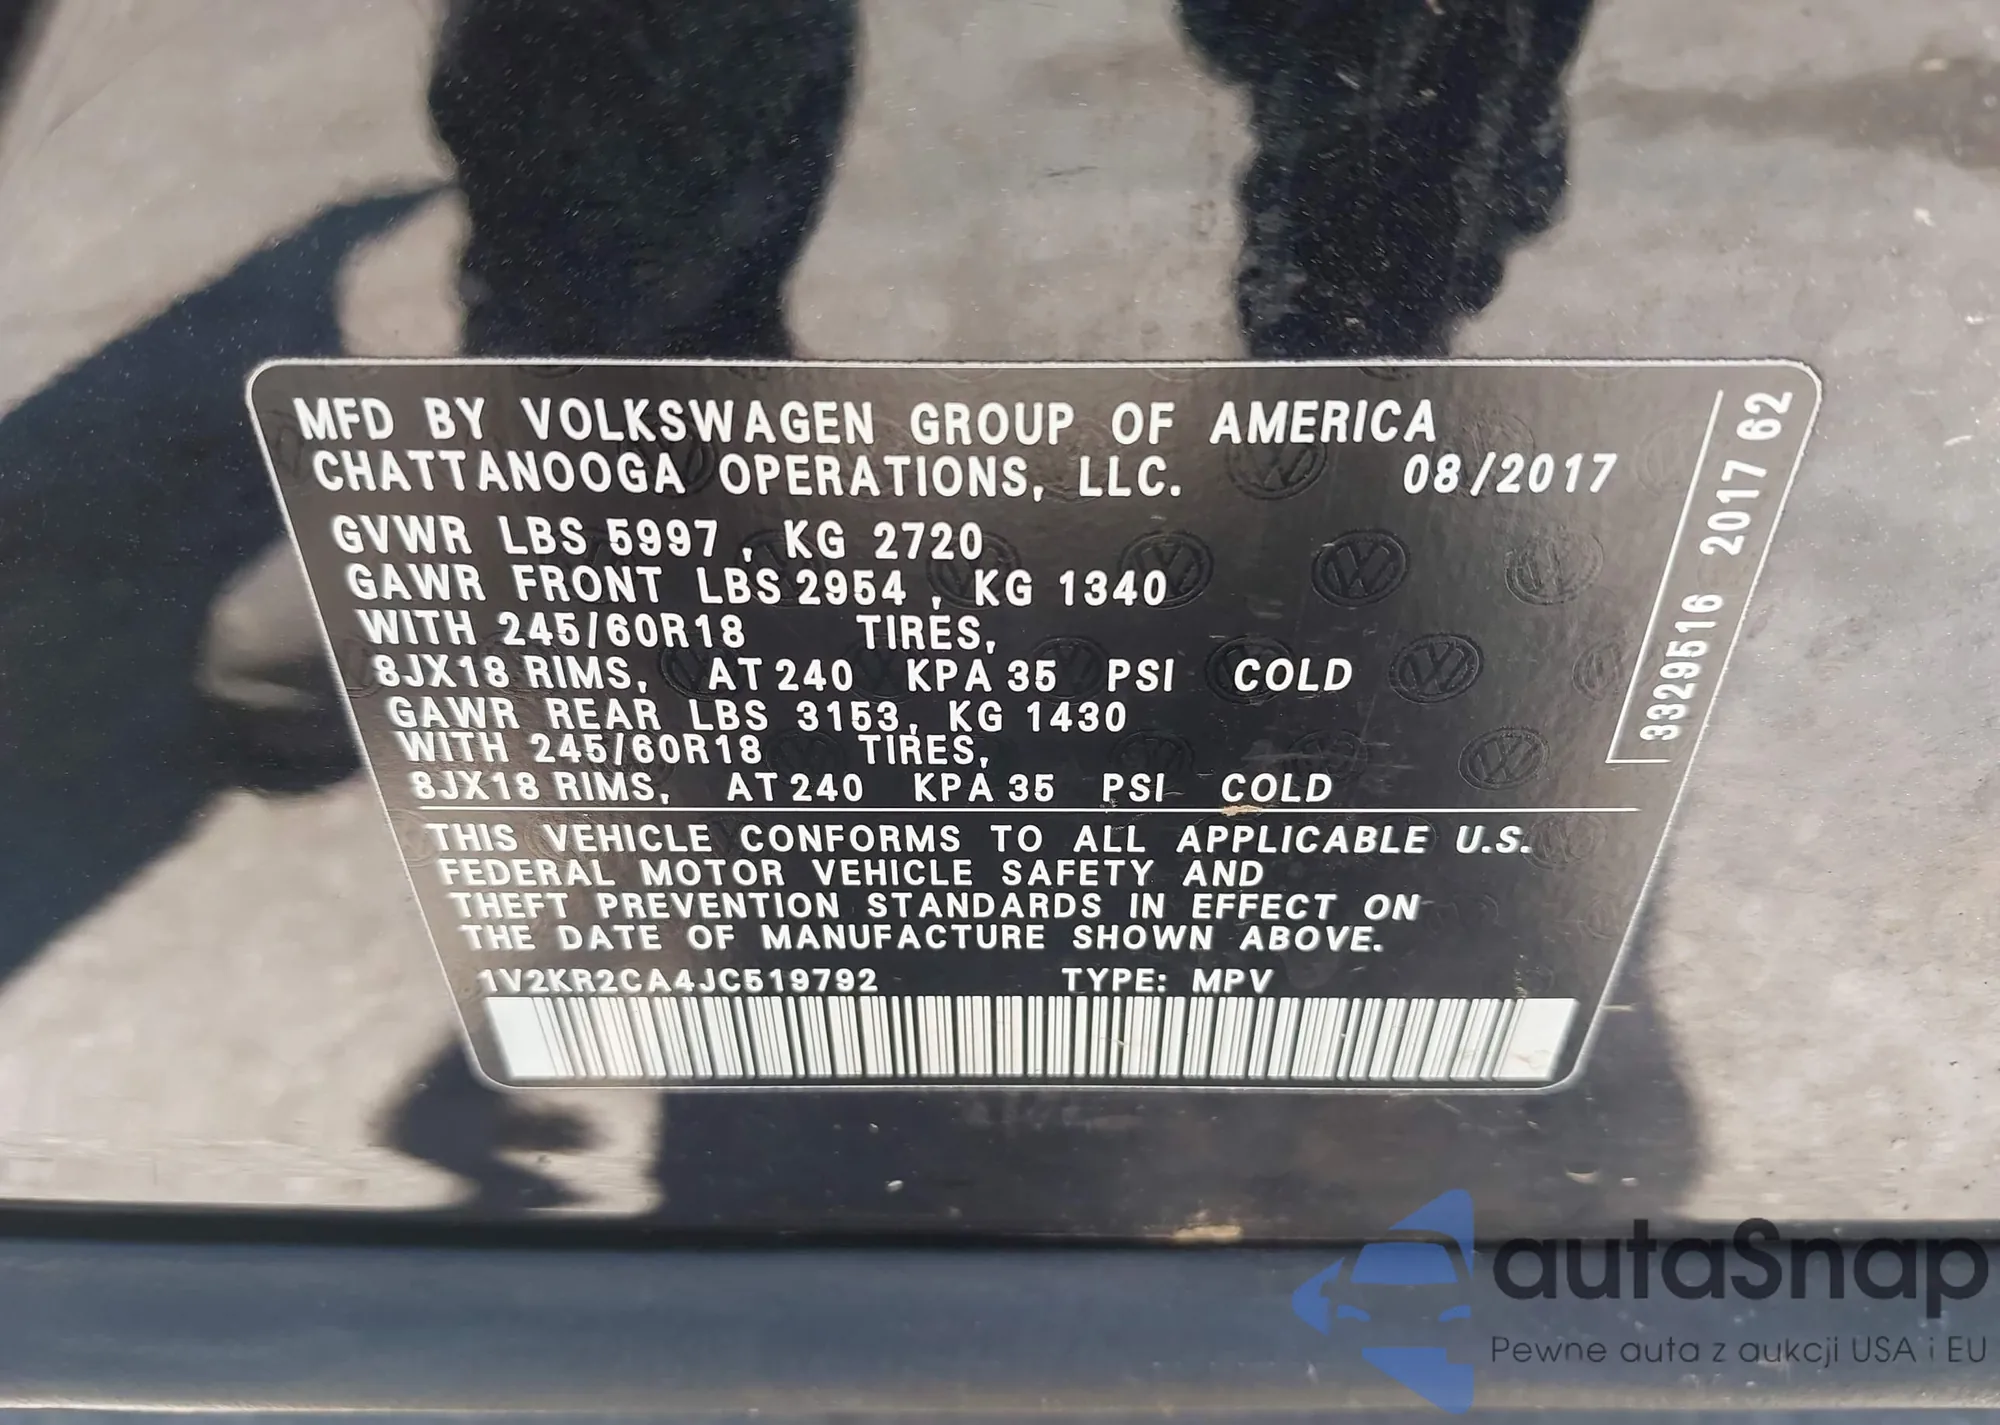 MFD BY VOLKSWAGEN GROUP OF AMERICA
CHATTANOOGA OPERATIONS, LLC. 08/2017
GVWR LBS 5997 , KG 2720
GAWR FRONT LBS 2954 , KG 1340
WITH 245/60R18 TIRES,
8JX18 RIMS, AT 240 KPA 35 PSI COLD
GAWR REAR LBS 3153, KG 1430
WITH 245/60R18 TIRES,
8JX18 RIMS, AT 240 KPA 35 PSI COLD
THIS VEHICLE CONFORMS TO ALL APPLICABLE U.S.
FEDERAL MOTOR VEHICLE SAFETY AND
THEFT PREVENTION STANDARDS IN EFFECT ON
THE DATE OF MANUFACTURE SHOWN ABOVE.
1V2KR2CA4JC519792 TYPE: MPV
3329516 2017 62
autaSnap
Pewne auta z aukcji USA i EU